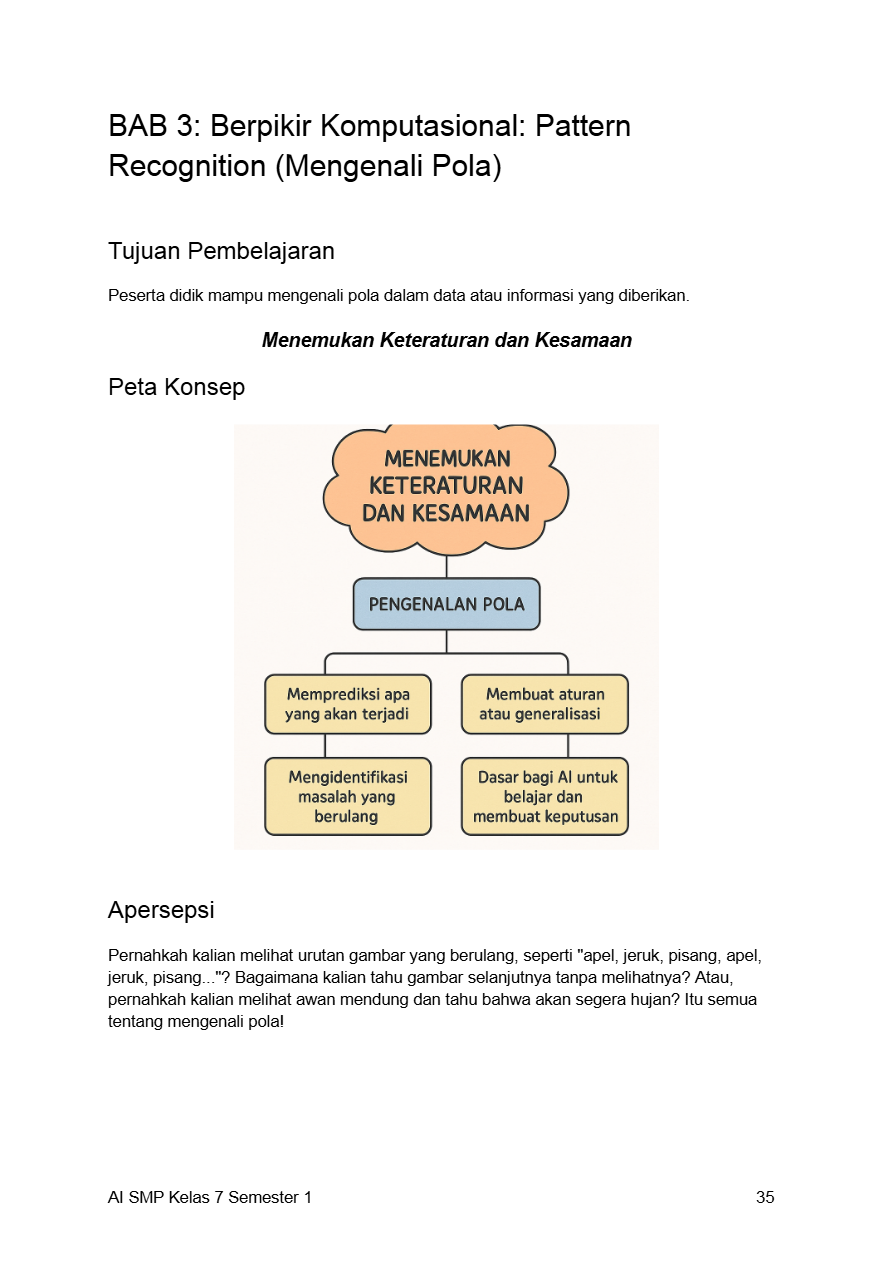 BAB 3: Berpikir Komputasional: Pattern
Recognition (Mengenali Pola)
Tujuan Pembelajaran
Peserta didik mampu mengenali pola dalam data atau informasi yang diberikan.
Menemukan Keteraturan dan Kesamaan
Peta Konsep
MENEMUKAN
KETERATURAN
DAN KESAMAAN
PENGENALAN POLA
Memprediksi apa
yang akan terjadi
Membuat aturan
atau generalisasi
Mengidentifikasi
masalah yang
berulang
Dasar bagi AI untuk
belajar dan
membuat keputusan
Apersepsi
Pernahkah kalian melihat urutan gambar yang berulang, seperti "apel, jeruk, pisang, apel,
jeruk, pisang..."? Bagaimana kalian tahu gambar selanjutnya tanpa melihatnya? Atau,
pernahkah kalian melihat awan mendung dan tahu bahwa akan segera hujan? Itu semua
tentang mengenali pola!
AI SMP Kelas 7 Semester 1
35